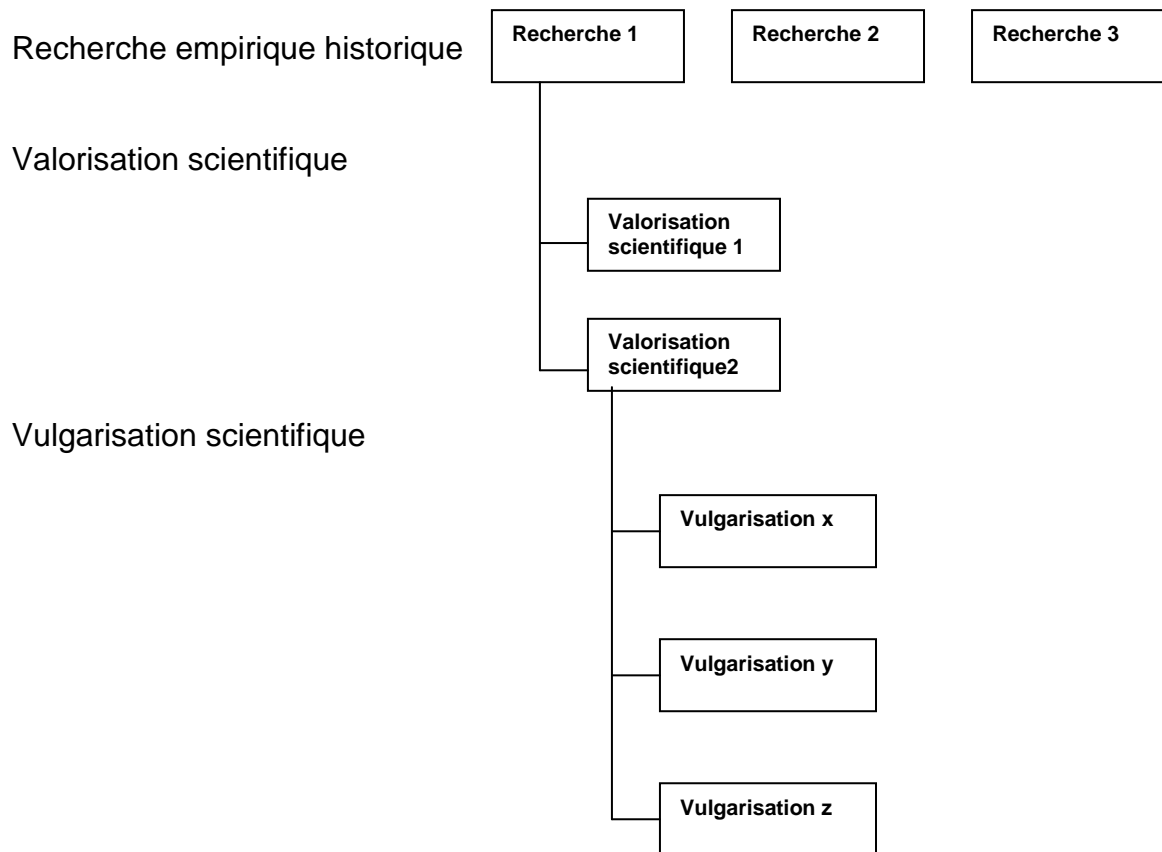 Recherche empirique historique
Recherche 1
Recherche 2
Recherche 3
Valorisation scientifique
Valorisation
scientifique 1
Valorisation
scientifique2
Vulgarisation scientifique
Vulgarisation x
Vulgarisation y
Vulgarisation z